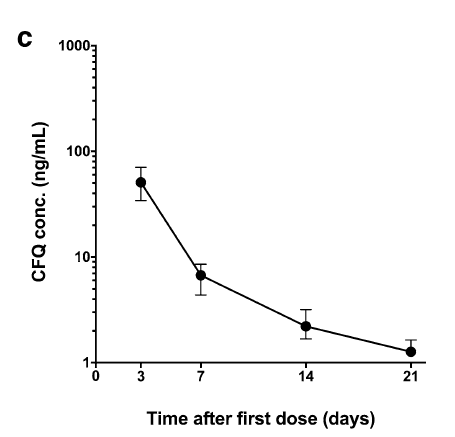 c
1000
100
10
1
0 3 7 14 21
CFQ conc. (ng/mL)
Time after first dose (days)